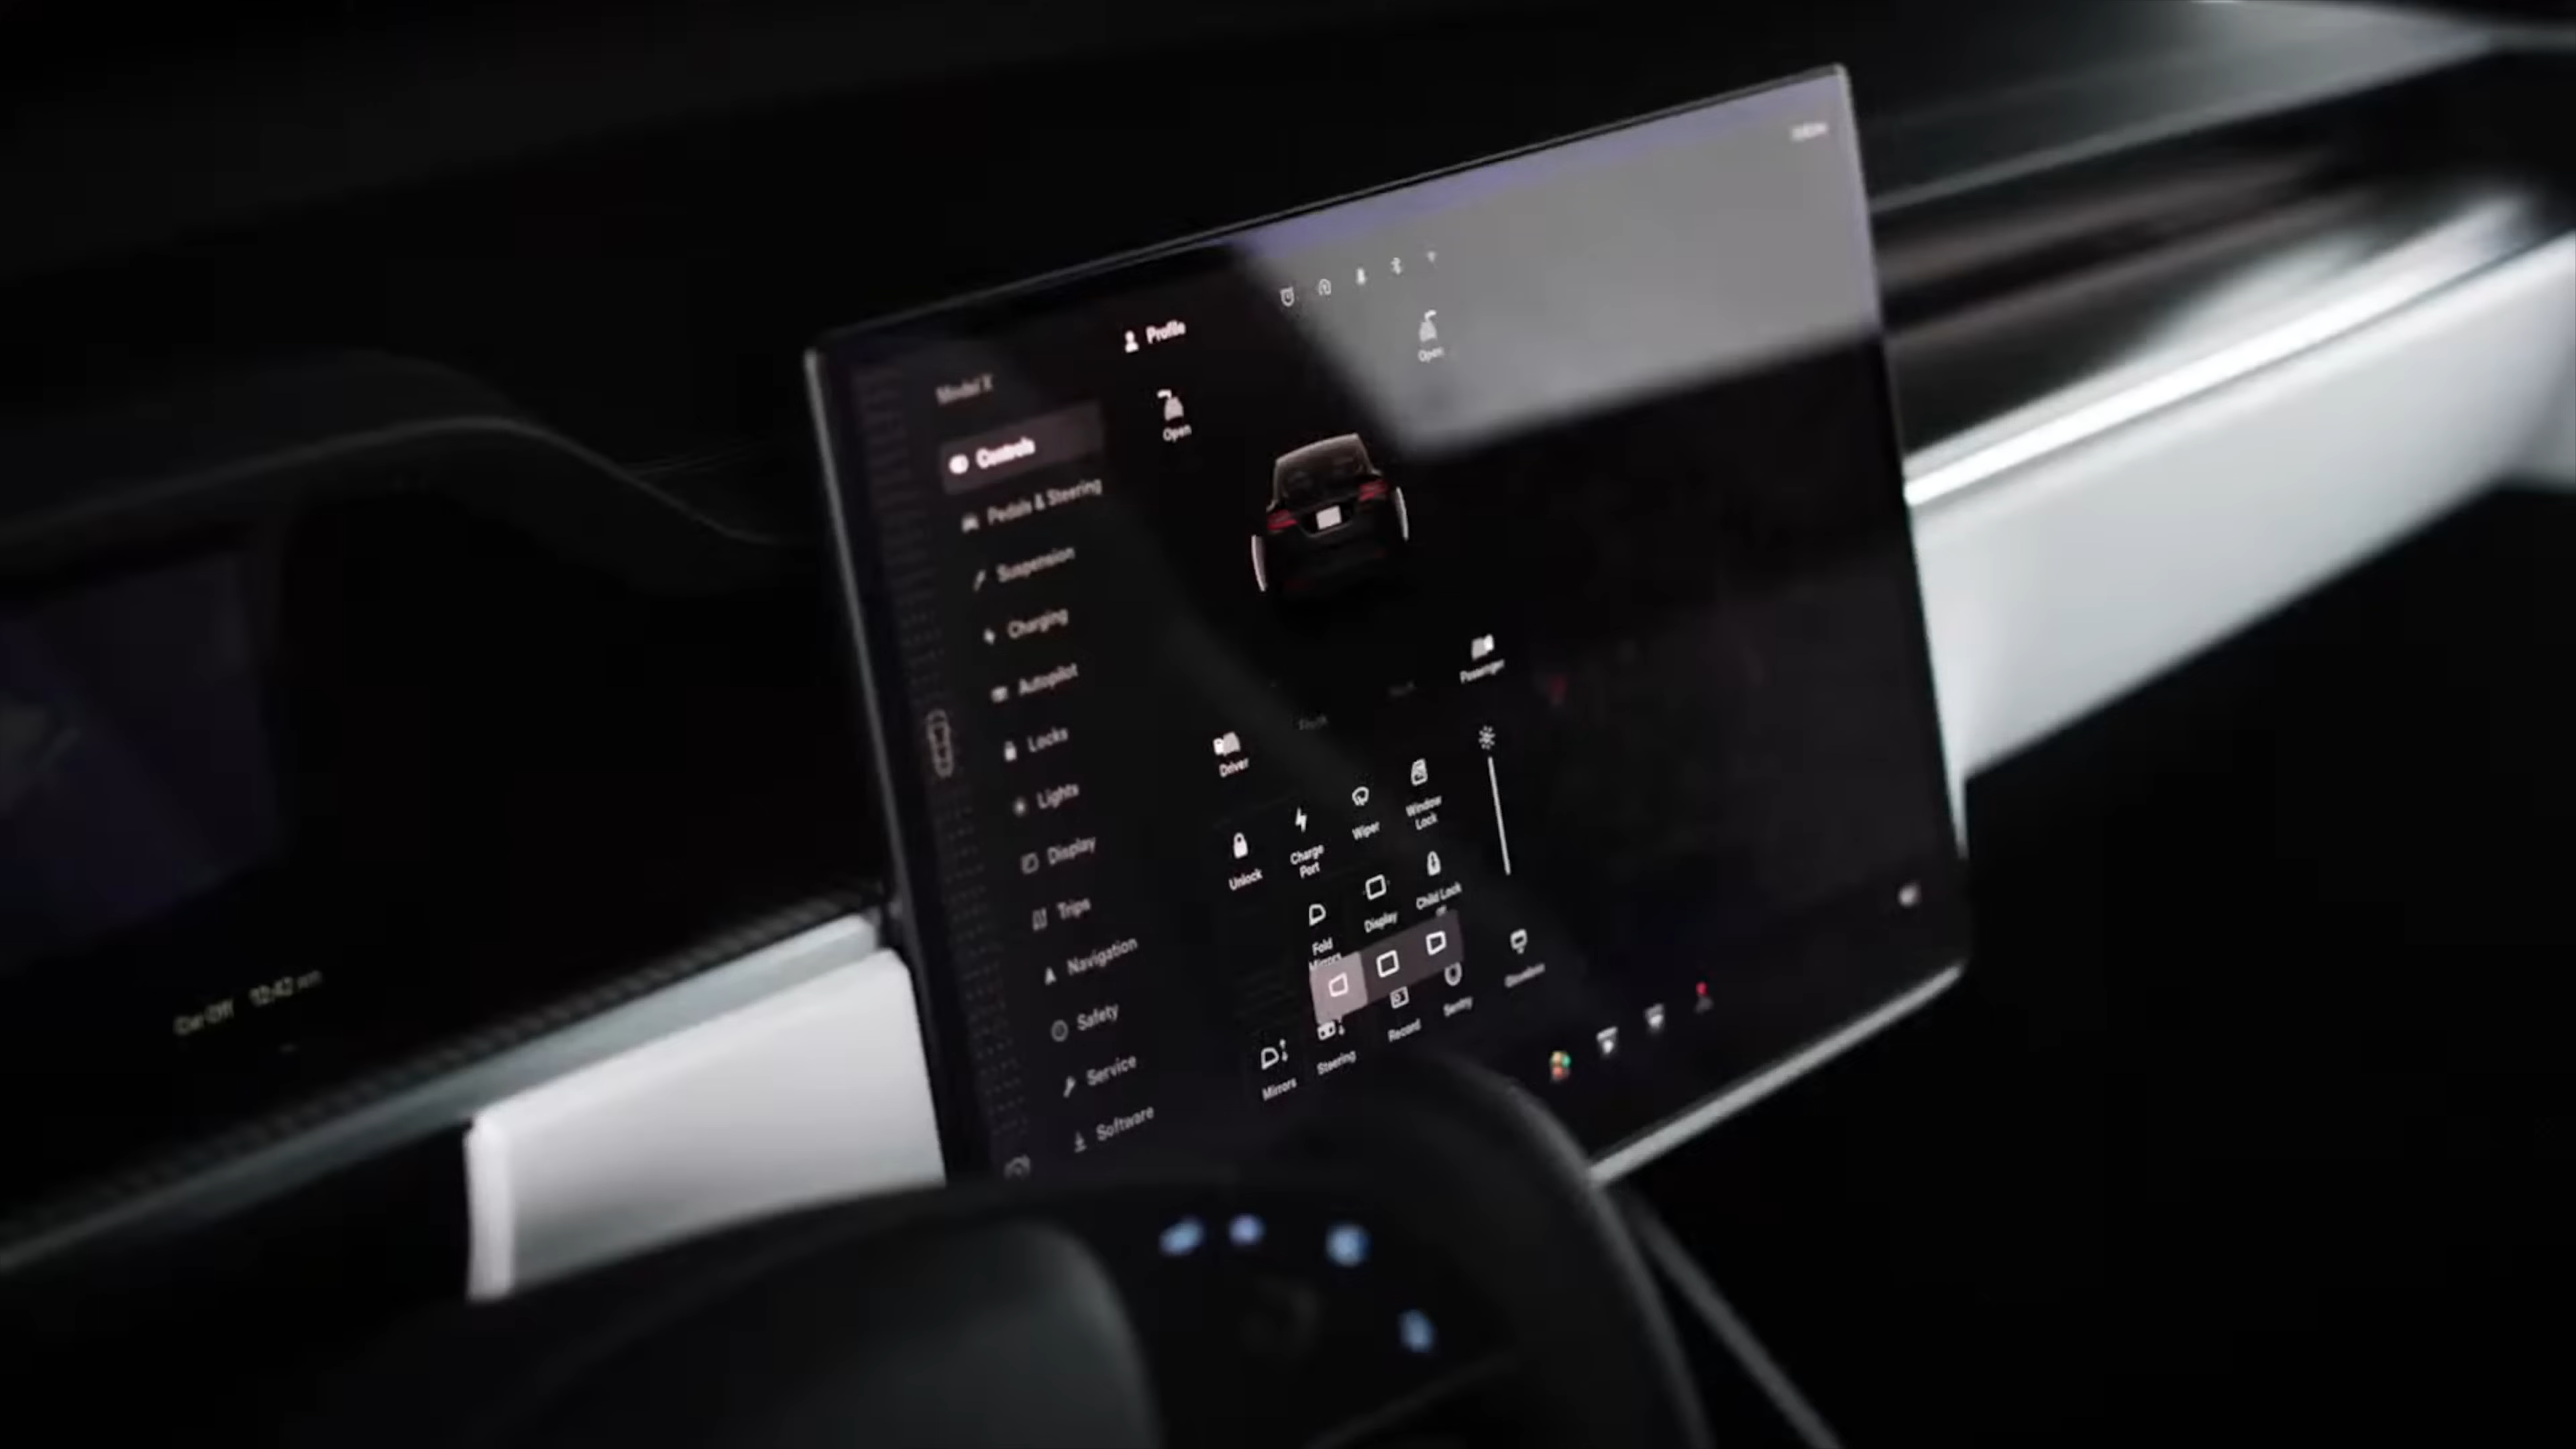 Profile
Model X
Open
Open
Controls
Pedals & Steering
Suspension
Charging
Autopilot
Locks
Lights
Display
Trips
Navigation
Safety
Service
Software
Passenger
Driver
Unlock
Charge
Port
Wiper
Window
Lock
Fold
Mirrors
Display
Child Lock
Mirrors
Steering
Record
Sentry
Glovebox
Car Off 12:42 am